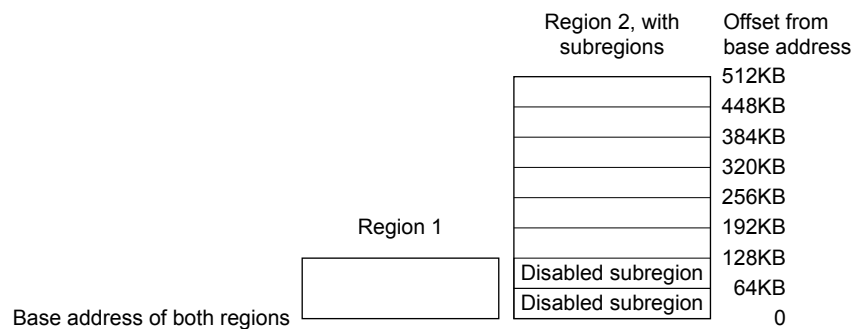 Region 2, with
subregions
Offset from
base address
512KB
448KB
384KB
320KB
256KB
Region 1
192KB
128KB
Disabled subregion
64KB
Disabled subregion
Base address of both regions
0